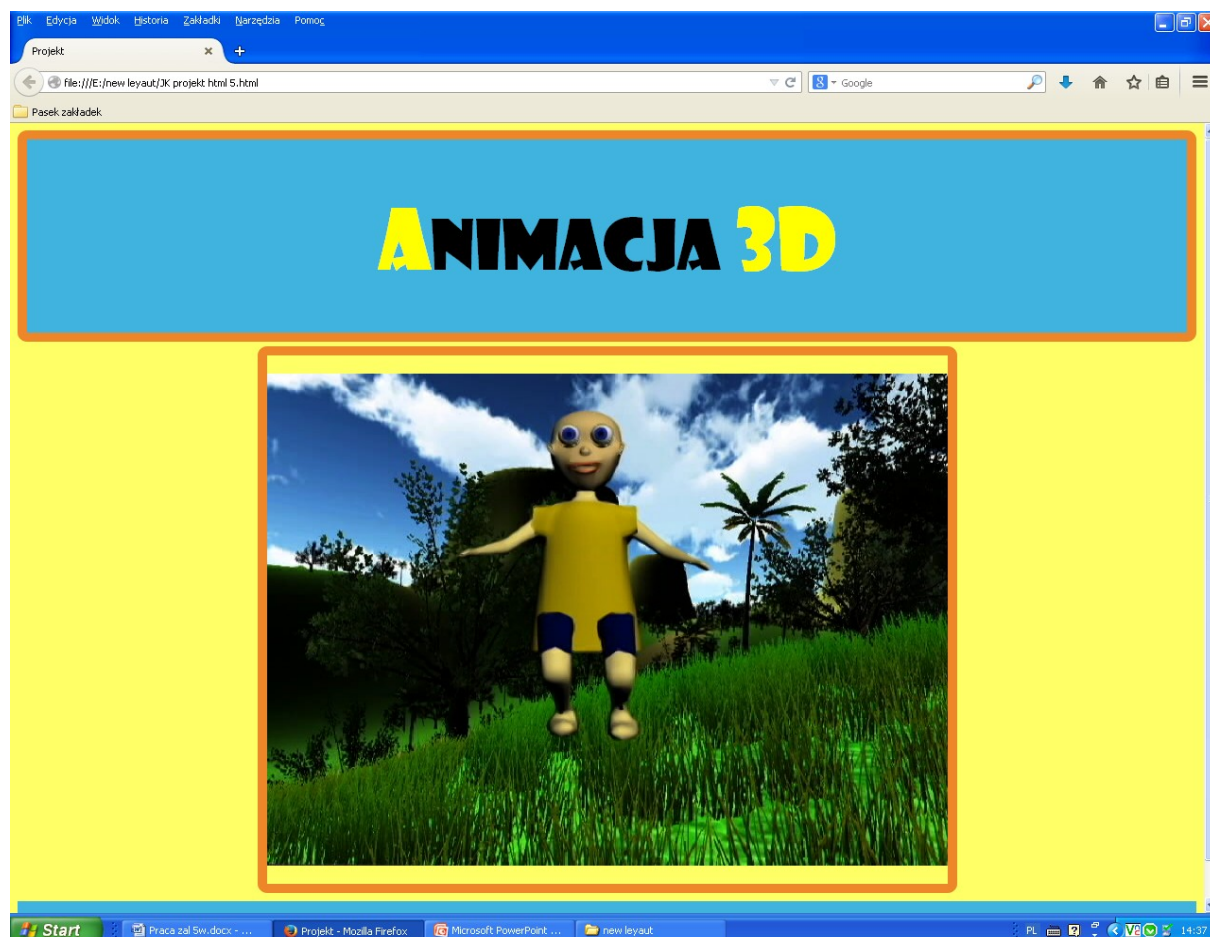 Plik Edycja Widok Historia Zakładki Narzędzia Pomoc
Projekt
file:///E:/new leyaut/JK projekt html 5.html
Google
Pasek zakładek
ANIMACJA 3D
Start Praca zal 5w.docx - ... Projekt - Mozilla Firefox Microsoft PowerPoint ... new leyaut PL 14:37